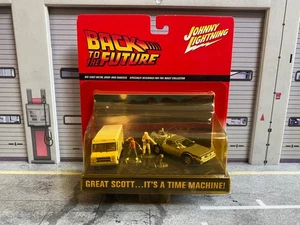 BACK
TO THE
FUTURE
JOHNNY
LIGHTNING
GREAT SCOTT...IT'S A TIME MACHINE!